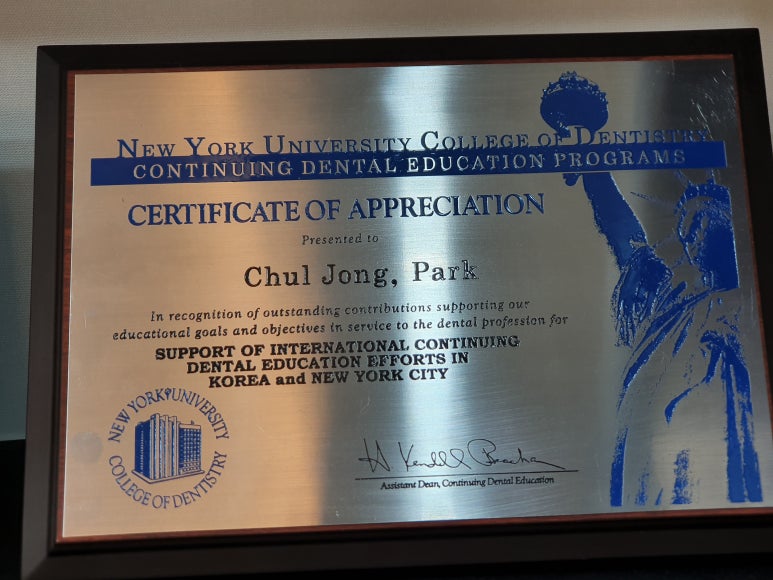 NEW YORK UNIVERSITY COLLEGE OF DENTISTRY
CONTINUING DENTAL EDUCATION PROGRAMS
CERTIFICATE OF APPRECIATION
Presented to
Chul Jong, Park
In recognition of outstanding contributions supporting our
educational goals and objectives in service to the dental profession for
SUPPORT OF INTERNATIONAL CONTINUING
DENTAL EDUCATION EFFORTS IN
KOREA and NEW YORK CITY
NEW YORK UNIVERSITY
COLLEGE OF DENTISTRY
Assistant Dean, Continuing Dental Education